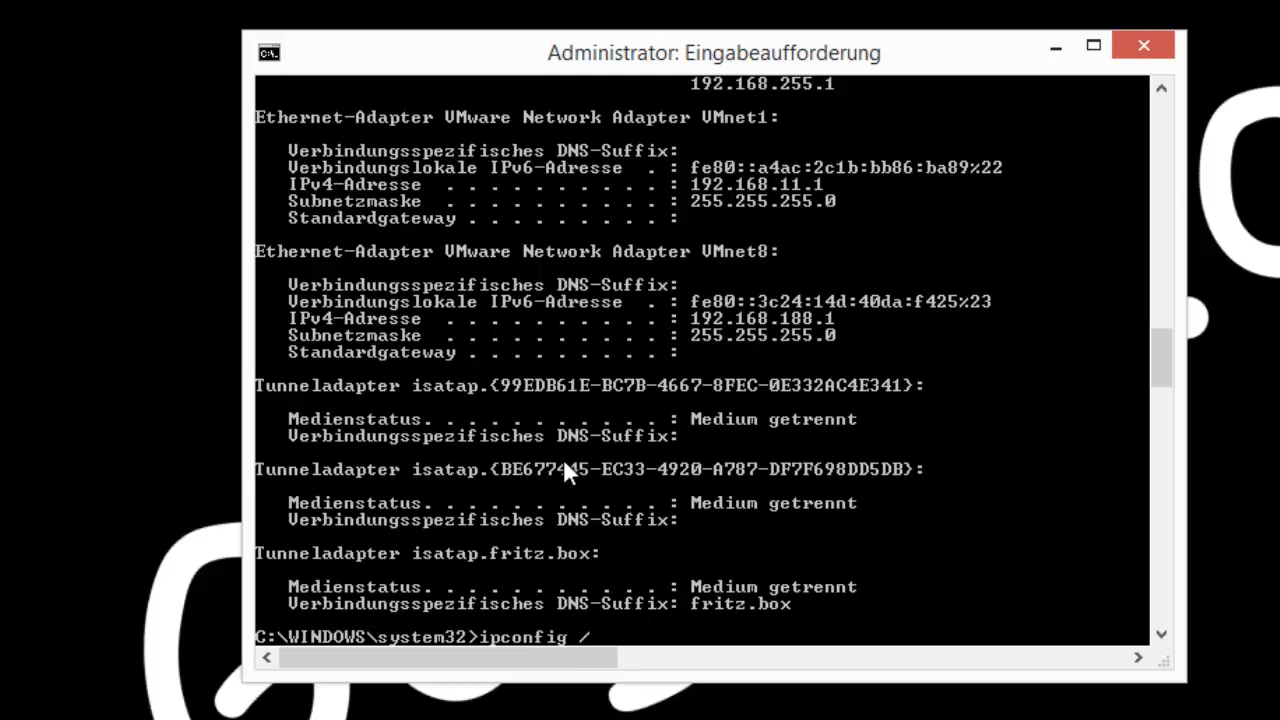 Administrator: Eingabeaufforderung
192.168.255.1
Ethernet-Adapter VMware Network Adapter VMnet1:
Verbindungsspezifisches DNS-Suffix:
Verbindungslokale IPv6-Adresse . : fe80::a4ac:2c1b:bb86:ba89%22
IPv4-Adresse . . . . . . . . . . : 192.168.11.1
Subnetzmaske . . . . . . . . . . : 255.255.255.0
Standardgateway . . . . . . . . . :
Ethernet-Adapter VMware Network Adapter VMnet8:
Verbindungsspezifisches DNS-Suffix:
Verbindungslokale IPv6-Adresse . : fe80::3c24:14d:40da:f425%23
IPv4-Adresse . . . . . . . . . . : 192.168.188.1
Subnetzmaske . . . . . . . . . . : 255.255.255.0
Standardgateway . . . . . . . . . :
Tunneladapter isatap.{99EDB61E-BC7B-4667-8FEC-0E332AC4E341}:
Medienstatus. . . . . . . . . . . : Medium getrennt
Verbindungsspezifisches DNS-Suffix:
Tunneladapter isatap.{BE677445-EC33-4920-A787-DF7F698DD5DB}:
Medienstatus. . . . . . . . . . . : Medium getrennt
Verbindungsspezifisches DNS-Suffix:
Tunneladapter isatap.fritz.box:
Medienstatus. . . . . . . . . . . : Medium getrennt
Verbindungsspezifisches DNS-Suffix: fritz.box
C:\WINDOWS\system32>ipconfig /